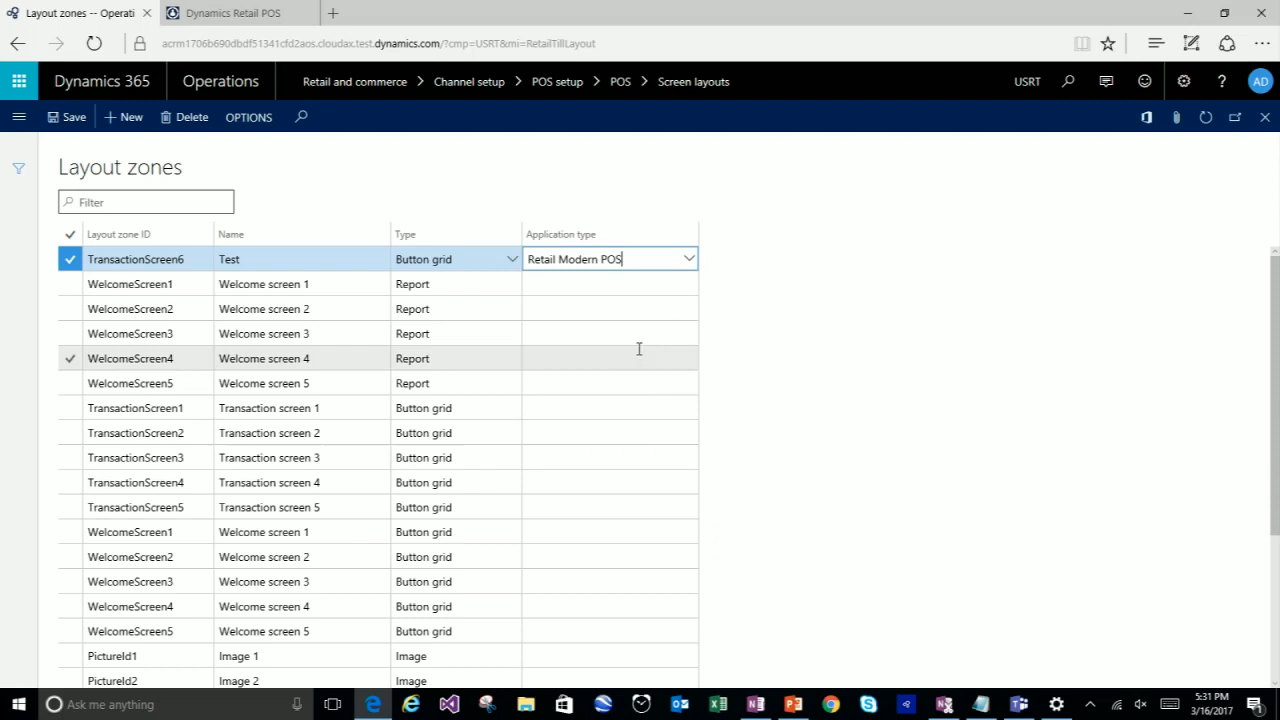 Layout zones -- Operati
Dynamics Retail POS
acrm1706b690dbdf51341cfd2aos.cloudax.test.dynamics.com/?cmp=USRT&mi=RetailTillLayout
Dynamics 365
Operations
Retail and commerce > Channel setup > POS setup > POS > Screen layouts
USRT
?
AD
Save
New
Delete
OPTIONS
Layout zones
Filter
Layout zone ID Name Type Application type
TransactionScreen6 Test Button grid Retail Modern POS
WelcomeScreen1 Welcome screen 1 Report
WelcomeScreen2 Welcome screen 2 Report
WelcomeScreen3 Welcome screen 3 Report
WelcomeScreen4 Welcome screen 4 Report
WelcomeScreen5 Welcome screen 5 Report
TransactionScreen1 Transaction screen 1 Button grid
TransactionScreen2 Transaction screen 2 Button grid
TransactionScreen3 Transaction screen 3 Button grid
TransactionScreen4 Transaction screen 4 Button grid
TransactionScreen5 Transaction screen 5 Button grid
WelcomeScreen1 Welcome screen 1 Button grid
WelcomeScreen2 Welcome screen 2 Button grid
WelcomeScreen3 Welcome screen 3 Button grid
WelcomeScreen4 Welcome screen 4 Button grid
WelcomeScreen5 Welcome screen 5 Button grid
PictureId1 Image 1 Image
PictureId2 Image 2 Image
Ask me anything
5:31 PM
3/16/2017